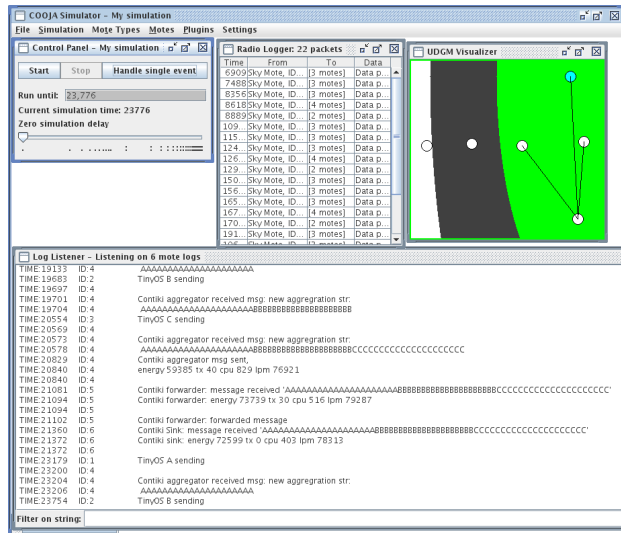 COOJA Simulator – My simulation
File Simulation Mote Types Motes Plugins Settings
Control Panel – My simulation
Start Stop Handle single event
Run until: 23,776
Current simulation time: 23776
Zero simulation delay
Radio Logger: 22 packets
Time From To Data
6909 Sky Mote, ID... [3 motes] Data p...
7488 Sky Mote, ID... [3 motes] Data p...
8356 Sky Mote, ID... [3 motes] Data p...
8618 Sky Mote, ID... [4 motes] Data p...
8889 Sky Mote, ID... [2 motes] Data p...
109... Sky Mote, ID... [3 motes] Data p...
115... Sky Mote, ID... [3 motes] Data p...
124... Sky Mote, ID... [3 motes] Data p...
126... Sky Mote, ID... [4 motes] Data p...
129... Sky Mote, ID... [2 motes] Data p...
150... Sky Mote, ID... [3 motes] Data p...
156... Sky Mote, ID... [3 motes] Data p...
165... Sky Mote, ID... [3 motes] Data p...
167... Sky Mote, ID... [4 motes] Data p...
170... Sky Mote, ID... [2 motes] Data p...
191... Sky Mote, ID... [3 motes] Data p...
UDGM Visualizer
Log Listener – Listening on 6 mote logs
TIME:19133 ID:4 AAAAAAAAAAAAAAAAAAAAA
TIME:19683 ID:2 TinyOS B sending
TIME:19697 ID:4
TIME:19701 ID:4 Contiki aggregator received msg: new aggregration str:
TIME:19704 ID:4 AAAAAAAAAAAAAAAAAAAAABBBBBBBBBBBBBBBBBBBBB
TIME:20554 ID:3 TinyOS C sending
TIME:20569 ID:4
TIME:20573 ID:4 Contiki aggregator received msg: new aggregration str:
TIME:20578 ID:4 AAAAAAAAAAAAAAAAAAAAABBBBBBBBBBBBBBBBBBBBBCCCCCCCCCCCCCCCCCCCCC
TIME:20829 ID:4 Contiki aggregator msg sent,
TIME:20840 ID:4 energy 59385 tx 40 cpu 829 lpm 76921
TIME:20840 ID:4
TIME:21081 ID:5 Contiki forwarder: message received 'AAAAAAAAAAAAAAAAAAAAABBBBBBBBBBBBBBBBBBBBBCCCCCCCCCCCCCCCCCCCCC'
TIME:21094 ID:5 Contiki forwarder: energy 73739 tx 30 cpu 516 lpm 79287
TIME:21094 ID:5
TIME:21102 ID:5 Contiki forwarder: forwarded message
TIME:21360 ID:6 Contiki Sink: message received 'AAAAAAAAAAAAAAAAAAAAABBBBBBBBBBBBBBBBBBBBBCCCCCCCCCCCCCCCCCCCCC'
TIME:21372 ID:6 Contiki sink: energy 72599 tx 0 cpu 403 lpm 78313
TIME:21372 ID:6
TIME:23179 ID:1 TinyOS A sending
TIME:23200 ID:4
TIME:23204 ID:4 Contiki aggregator received msg: new aggregration str:
TIME:23206 ID:4 AAAAAAAAAAAAAAAAAAAAA
TIME:23754 ID:2 TinyOS B sending
Filter on string: